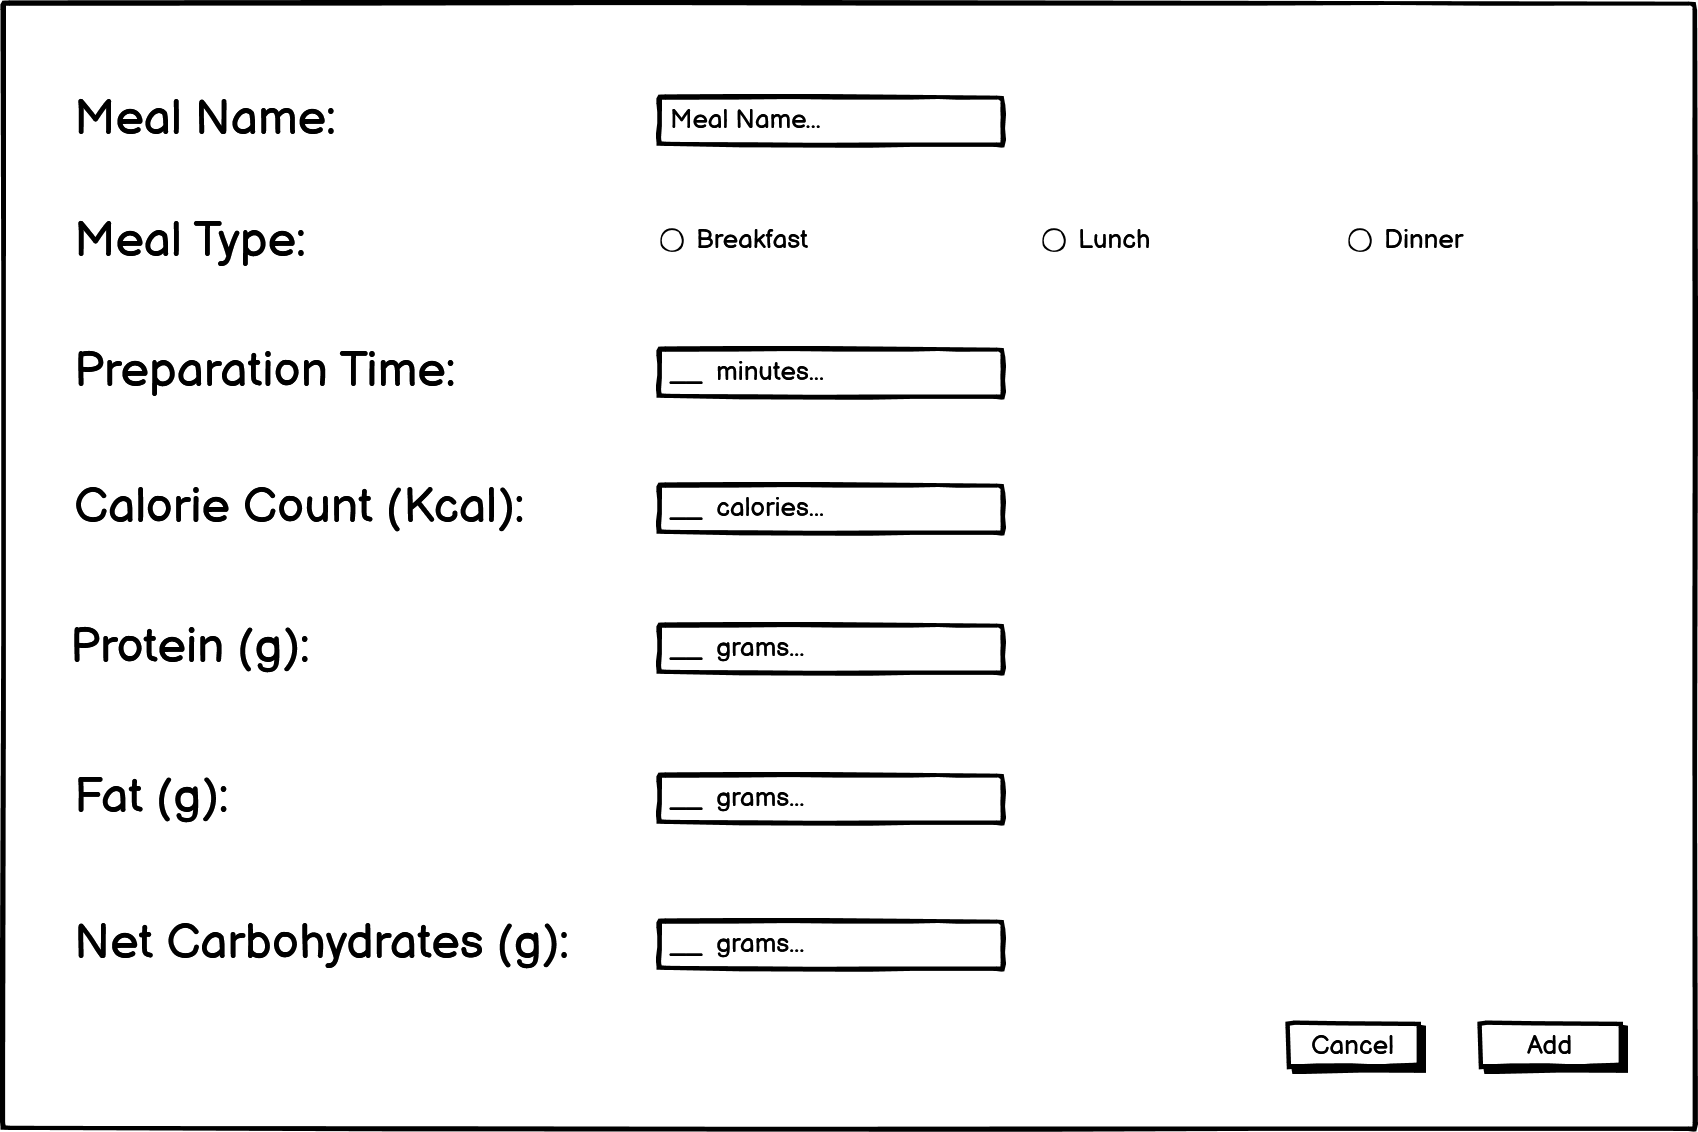 Meal Name: Meal Name...
Meal Type: Breakfast Lunch Dinner
Preparation Time: __ minutes...
Calorie Count (Kcal): __ calories...
Protein (g): __ grams...
Fat (g): __ grams...
Net Carbohydrates (g): __ grams...
Cancel Add